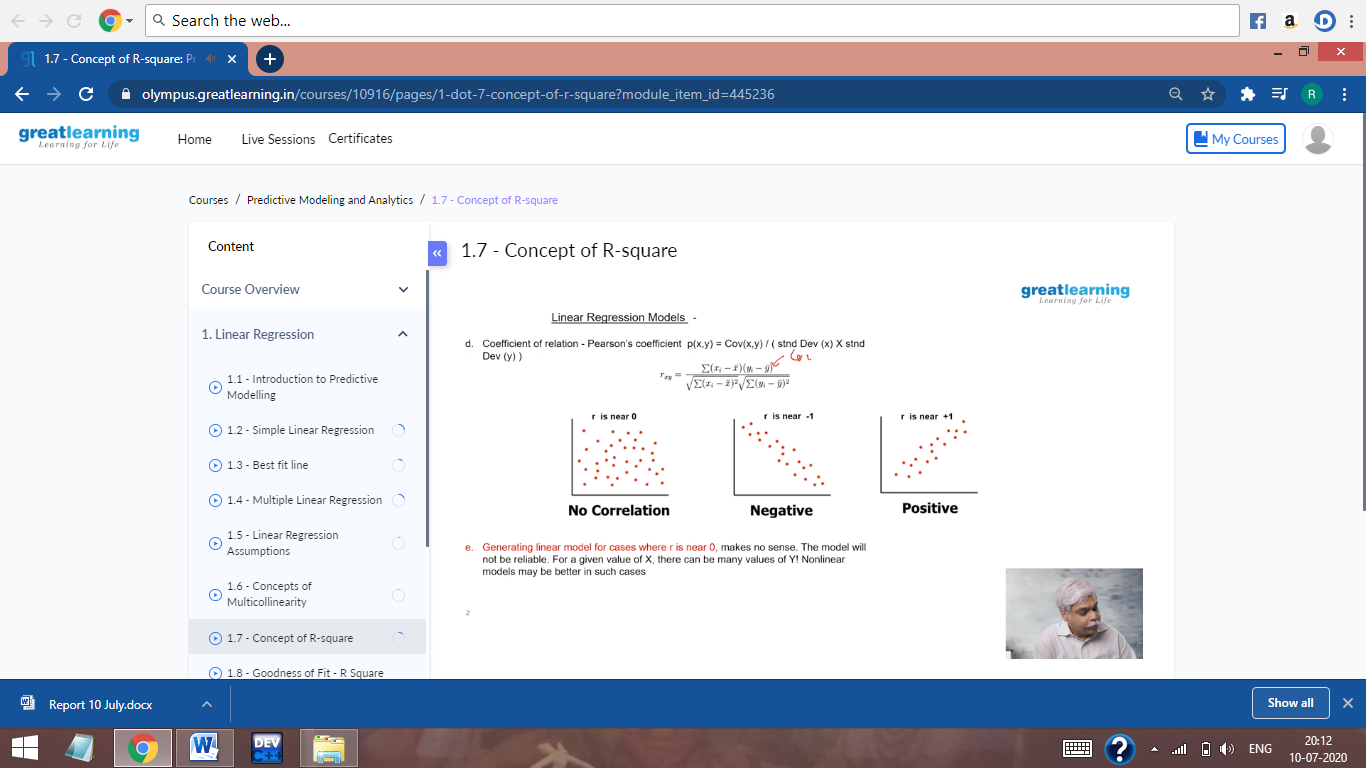 Search the web...
1.7 - Concept of R-square: Pr
olympus.greatlearning.in/courses/10916/pages/1-dot-7-concept-of-r-square?module_item_id=445236
R
greatlearning
Learning for Life
Home
Live Sessions
Certificates
My Courses
Courses / Predictive Modeling and Analytics / 1.7 - Concept of R-square
Content
Course Overview
1. Linear Regression
1.1 - Introduction to Predictive
Modelling
1.2 - Simple Linear Regression
1.3 - Best fit line
1.4 - Multiple Linear Regression
1.5 - Linear Regression
Assumptions
1.6 - Concepts of
Multicollinearity
1.7 - Concept of R-square
1.8 - Goodness of Fit - R Square
1.7 - Concept of R-square
greatlearning
Learning for Life
Linear Regression Models -
d. Coefficient of relation - Pearson's coefficient p(x,y) = Cov(x,y) / ( stnd Dev (x) X stnd
Dev (y) )
r_xy = ∑(x_i − x̄)(y_i − ȳ) / √∑(x_i − x̄)² √∑(y_i − ȳ)²
r is near 0
r is near -1
r is near +1
No Correlation
Negative
Positive
e. Generating linear model for cases where r is near 0, makes no sense. The model will
not be reliable. For a given value of X, there can be many values of Y! Nonlinear
models may be better in such cases
2
Report 10 July.docx
Show all
DEV
C++
ENG
20:12
10-07-2020